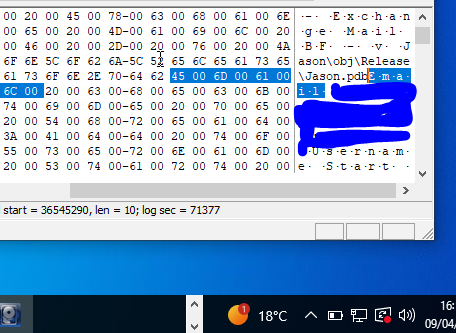 00 20 00 45 00 78-00 63 00 68 00 61 00 6E ·-· ·E·x·c·h·a·n
00 65 00 20 00 4D-00 61 00 69 00 6C 00 20 ·g·e· ·M·a·i·l·
00 46 00 20 00 2D-00 20 00 76 00 20 00 4A ·B·F· ·-· ·v· ·J
6F 6E 5C 6F 62 6A-5C 52 65 6C 65 61 73 65 ason\obj\Release
61 73 6F 6E 2E 70-64 62 45 00 6D 00 61 00 \Jason.pdbE·m·a·
6C 00 20 00 63 00-68 00 65 00 63 00 6B 00 i·l·
74 00 69 00 6D 00-65 00 20 00 70 00 65 00
20 00 54 00 68 00-72 00 65 00 61 00 64 00
3A 00 41 00 64 00-64 00 20 00 74 00 6F 00
55 00 73 00 65 00-72 00 6E 00 61 00 6D 00 ·U·s·e·r·n·a·m·
20 00 53 00 74 00-61 00 72 00 74 00 20 00 e· ·S·t·a·r·t· ·
start = 36545290, len = 10; log sec = 71377
1
18°C
16:
09/04